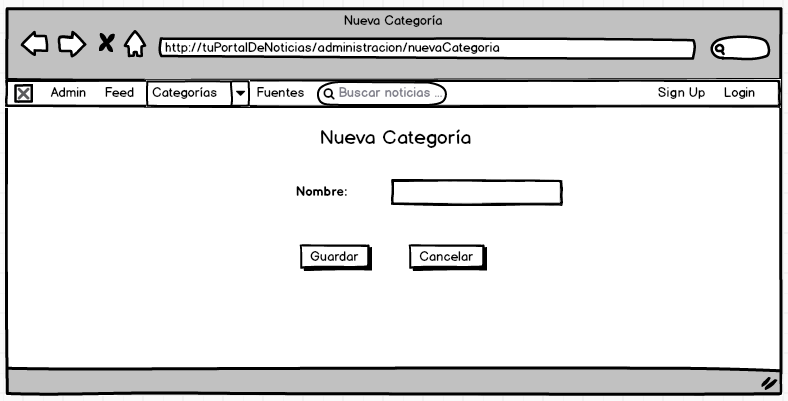 Nueva Categoría
http://tuPortalDeNoticias/administracion/nuevaCategoria
Admin Feed Categorías Fuentes Buscar noticias ... Sign Up Login
Nueva Categoría
Nombre:
Guardar Cancelar